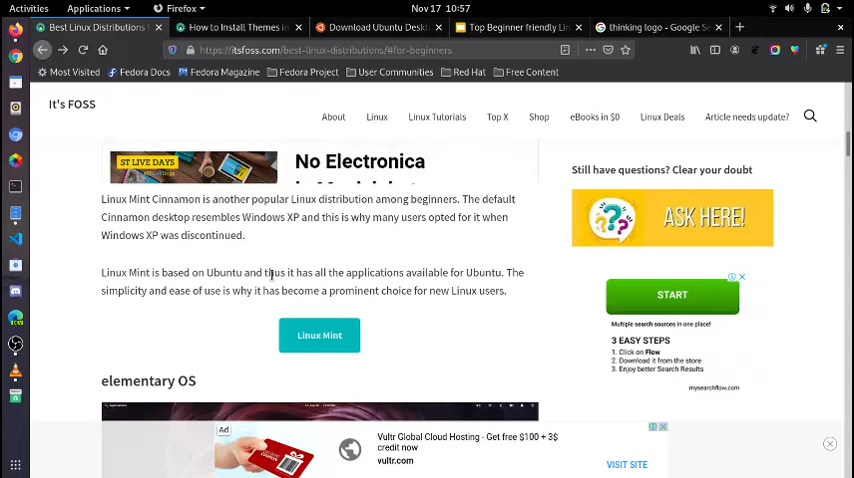 Activities Applications Firefox Nov 17 10:57
Best Linux Distributions How to Install Themes in Download Ubuntu Desk Top Beginner friendly Lin thinking logo - Google Se
https://itsfoss.com/best-linux-distributions/#for-beginners
Most Visited Fedora Docs Fedora Magazine Fedora Project User Communities Red Hat Free Content
It's FOSS
About Linux Linux Tutorials Top X Shop eBooks in $0 Linux Deals Article needs update?
ST LIVE DAYS
No Electronica
Linux Mint Cinnamon is another popular Linux distribution among beginners. The default
Cinnamon desktop resembles Windows XP and this is why many users opted for it when
Windows XP was discontinued.
Linux Mint is based on Ubuntu and thus it has all the applications available for Ubuntu. The
simplicity and ease of use is why it has become a prominent choice for new Linux users.
Linux Mint
elementary OS
Still have questions? Clear your doubt
ASK HERE!
START
Multiple search sources in one place!
3 EASY STEPS
1. Click on Flow
2. Download it from the store
3. Enjoy better Search Results
mysearchflow.com
Ad
Vultr Global Cloud Hosting - Get free $100 + 3$
credit now
vultr.com
VISIT SITE